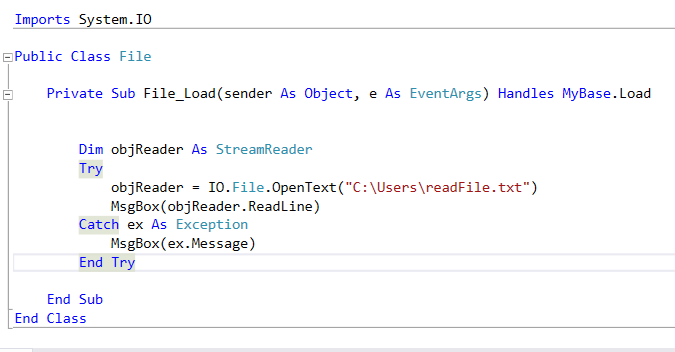 Imports System.IO
Public Class File
Private Sub File_Load(sender As Object, e As EventArgs) Handles MyBase.Load
Dim objReader As StreamReader
Try
objReader = IO.File.OpenText("C:\Users\readFile.txt")
MsgBox(objReader.ReadLine)
Catch ex As Exception
MsgBox(ex.Message)
End Try
End Sub
End Class